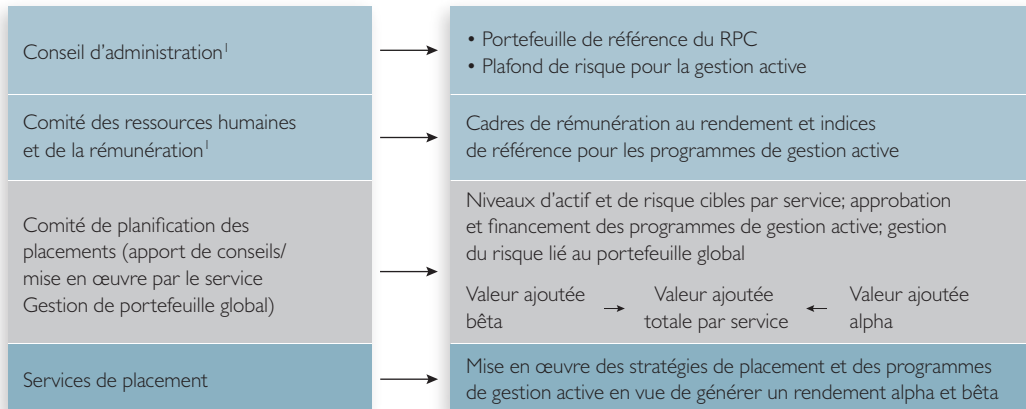 Conseil d'administration¹
• Portefeuille de référence du RPC
• Plafond de risque pour la gestion active
Comité des ressources humaines
et de la rémunération¹
Cadres de rémunération au rendement et indices
de référence pour les programmes de gestion active
Comité de planification des
placements (apport de conseils/
mise en œuvre par le service
Gestion de portefeuille global)
Niveaux d'actif et de risque cibles par service; approbation
et financement des programmes de gestion active; gestion
du risque lié au portefeuille global
Valeur ajoutée
bêta
Valeur ajoutée
totale par service
Valeur ajoutée
alpha
Services de placement
Mise en œuvre des stratégies de placement et des programmes
de gestion active en vue de générer un rendement alpha et bêta